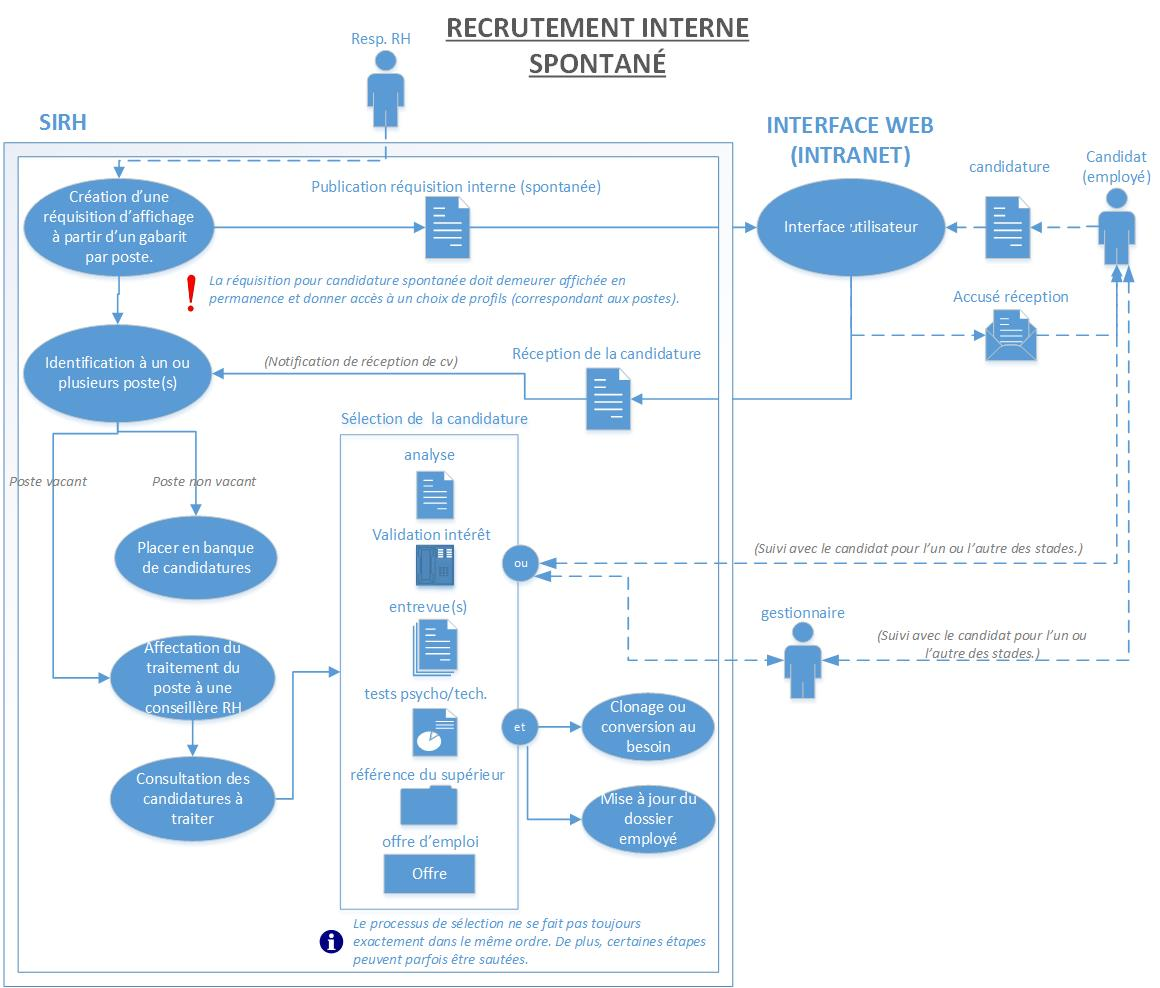 RECRUTEMENT INTERNE
SPONTANÉ
Resp. RH
SIRH
INTERFACE WEB
(INTRANET)
candidature
Candidat
(employé)
Création d'une
réquisition d'affichage
à partir d'un gabarit
par poste.
Publication réquisition interne (spontanée)
Interface utilisateur
La réquisition pour candidature spontanée doit demeurer affichée en
permanence et donner accès à un choix de profils (correspondant aux postes).
Accusé réception
Identification à un ou
plusieurs poste(s)
(Notification de réception de cv)
Réception de la candidature
Sélection de la candidature
analyse
Poste vacant
Poste non vacant
Validation intérêt
Placer en banque
de candidatures
ou
(Suivi avec le candidat pour l'un ou l'autre des stades.)
entrevue(s)
gestionnaire
(Suivi avec le candidat pour l'un ou
l'autre des stades.)
Affectation du
traitement du
poste à une
conseillère RH
tests psycho/tech.
et
Clonage ou
conversion au
besoin
référence du supérieur
Consultation des
candidatures à
traiter
Mise à jour du
dossier
employé
offre d'emploi
Offre
Le processus de sélection ne se fait pas toujours
exactement dans le même ordre. De plus, certaines étapes
peuvent parfois être sautées.